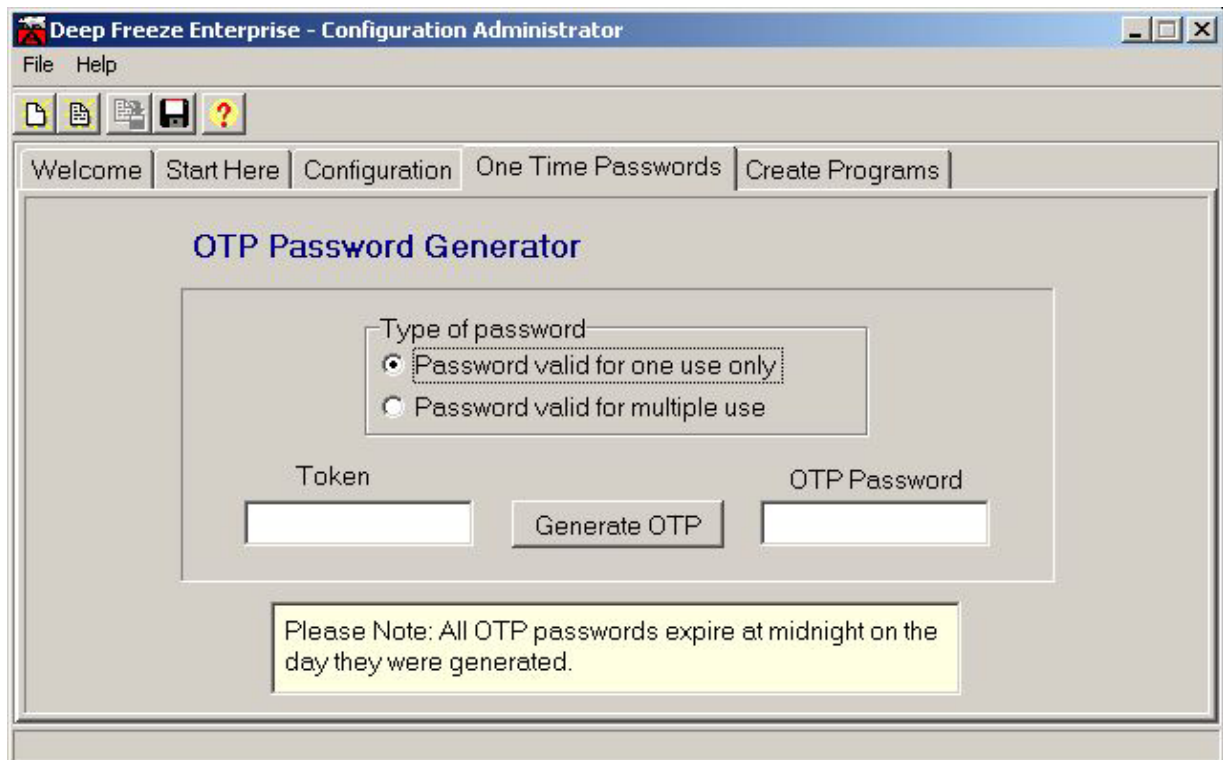 Deep Freeze Enterprise - Configuration Administrator
File Help
Welcome Start Here Configuration One Time Passwords Create Programs
OTP Password Generator
Type of password
Password valid for one use only
Password valid for multiple use
Token
OTP Password
Generate OTP
Please Note: All OTP passwords expire at midnight on the
day they were generated.